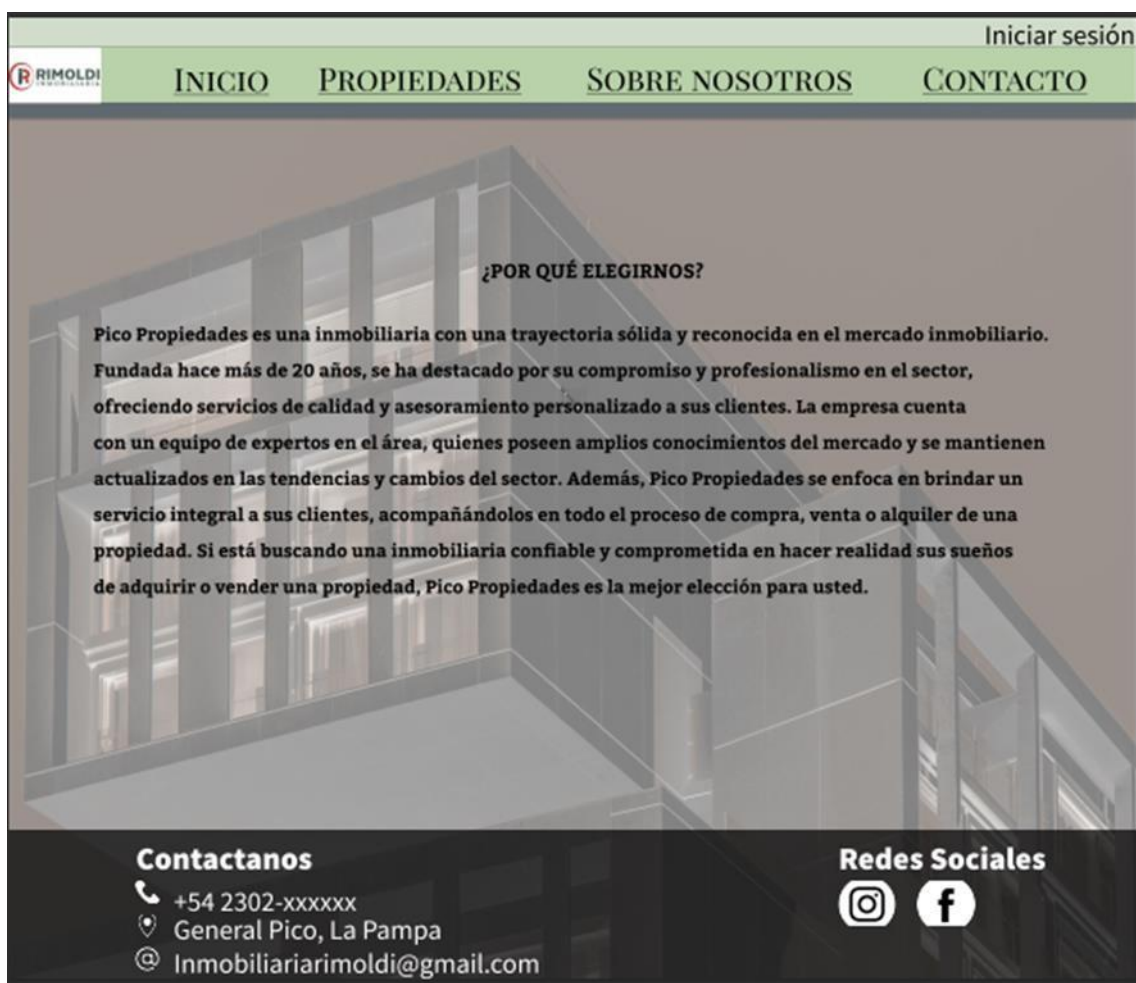 Iniciar sesión
RIMOLDI
INICIO PROPIEDADES SOBRE NOSOTROS CONTACTO
¿POR QUÉ ELEGIRNOS?
Pico Propiedades es una inmobiliaria con una trayectoria sólida y reconocida en el mercado inmobiliario.
Fundada hace más de 20 años, se ha destacado por su compromiso y profesionalismo en el sector,
ofreciendo servicios de calidad y asesoramiento personalizado a sus clientes. La empresa cuenta
con un equipo de expertos en el área, quienes poseen amplios conocimientos del mercado y se mantienen
actualizados en las tendencias y cambios del sector. Además, Pico Propiedades se enfoca en brindar un
servicio integral a sus clientes, acompañándolos en todo el proceso de compra, venta o alquiler de una
propiedad. Si está buscando una inmobiliaria confiable y comprometida en hacer realidad sus sueños
de adquirir o vender una propiedad, Pico Propiedades es la mejor elección para usted.
Contactanos
+54 2302-xxxxxx
General Pico, La Pampa
Inmobiliariarimoldi@gmail.com
Redes Sociales